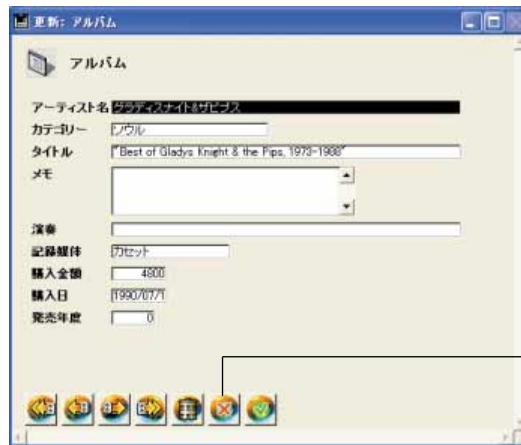 更新: アルバム
アルバム
アーティスト名 グラディスナイト&ザピップス
カテゴリー ソウル
タイトル "Best of Gladys Knight & the Pips, 1973-1988"
メモ
演奏
記録媒体 カセット
購入金額 4800
購入日 1990/07/1
発売年度 0